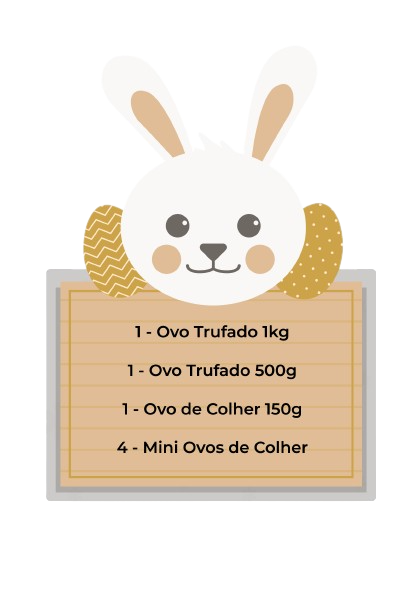 1 - Ovo Trufado 1kg
1 - Ovo Trufado 500g
1 - Ovo de Colher 150g
4 - Mini Ovos de Colher